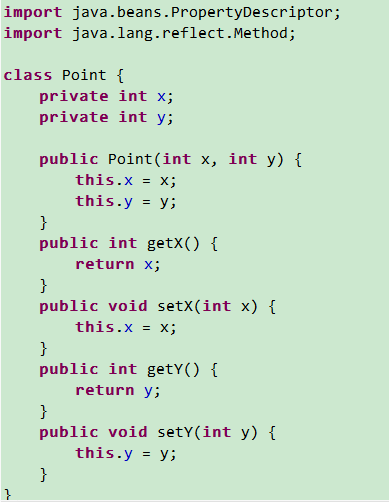 import java.beans.PropertyDescriptor;
import java.lang.reflect.Method;

class Point {
    private int x;
    private int y;

    public Point(int x, int y) {
        this.x = x;
        this.y = y;
    }
    public int getX() {
        return x;
    }
    public void setX(int x) {
        this.x = x;
    }
    public int getY() {
        return y;
    }
    public void setY(int y) {
        this.y = y;
    }
}